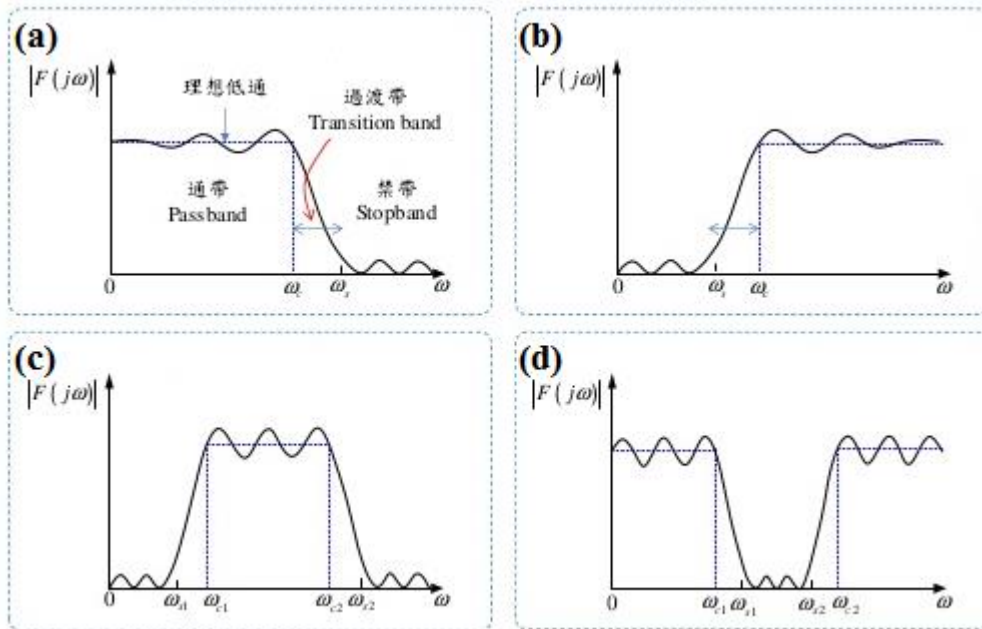 (a)
|F(jω)|
理想低通
過渡帶
Transition band
通帶
Passband
禁帶
Stopband
0
ω_c
ω_s
ω
(b)
|F(jω)|
0
ω_s
ω_c
ω
(c)
|F(jω)|
0
ω_s1
ω_c1
ω_c2
ω_s2
ω
(d)
|F(jω)|
0
ω_c1
ω_s1
ω_s2
ω_c2
ω